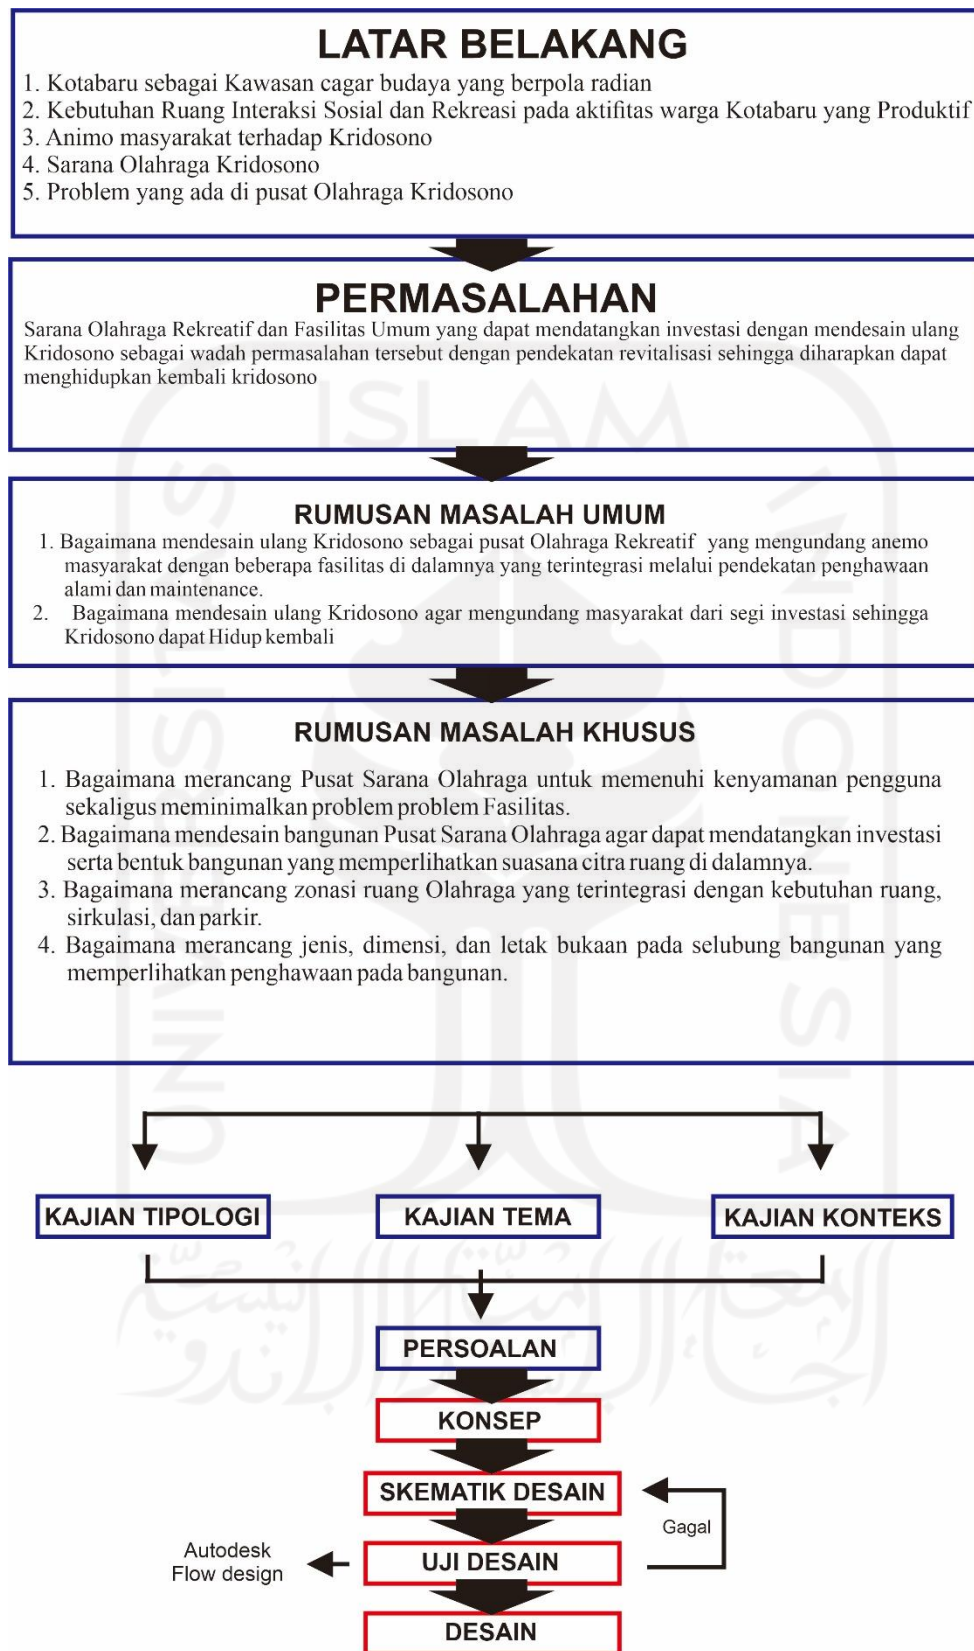 LATAR BELAKANG
1. Kotabaru sebagai Kawasan cagar budaya yang berpola radian
2. Kebutuhan Ruang Interaksi Sosial dan Rekreasi pada aktifitas warga Kotabaru yang Produktif
3. Animo masyarakat terhadap Kridosono
4. Sarana Olahraga Kridosono
5. Problem yang ada di pusat Olahraga Kridosono
PERMASALAHAN
Sarana Olahraga Rekreatif dan Fasilitas Umum yang dapat mendatangkan investasi dengan mendesain ulang
Kridosono sebagai wadah permasalahan tersebut dengan pendekatan revitalisasi sehingga diharapkan dapat
menghidupkan kembali kridosono
RUMUSAN MASALAH UMUM
1. Bagaimana mendesain ulang Kridosono sebagai pusat Olahraga Rekreatif yang mengundang anemo
masyarakat dengan beberapa fasilitas di dalamnya yang terintegrasi melalui pendekatan penghawaan
alami dan maintenance.
2. Bagaimana mendesain ulang Kridosono agar mengundang masyarakat dari segi investasi sehingga
Kridosono dapat Hidup kembali
RUMUSAN MASALAH KHUSUS
1. Bagaimana merancang Pusat Sarana Olahraga untuk memenuhi kenyamanan pengguna
sekaligus meminimalkan problem problem Fasilitas.
2. Bagaimana mendesain bangunan Pusat Sarana Olahraga agar dapat mendatangkan investasi
serta bentuk bangunan yang memperlihatkan suasana citra ruang di dalamnya.
3. Bagaimana merancang zonasi ruang Olahraga yang terintegrasi dengan kebutuhan ruang,
sirkulasi, dan parkir.
4. Bagaimana merancang jenis, dimensi, dan letak bukaan pada selubung bangunan yang
memperlihatkan penghawaan pada bangunan.
KAJIAN TIPOLOGI
KAJIAN TEMA
KAJIAN KONTEKS
PERSOALAN
KONSEP
SKEMATIK DESAIN
Gagal
Autodesk
Flow design
UJI DESAIN
DESAIN
UNIVERSITAS
ISLAM
INDONESIA